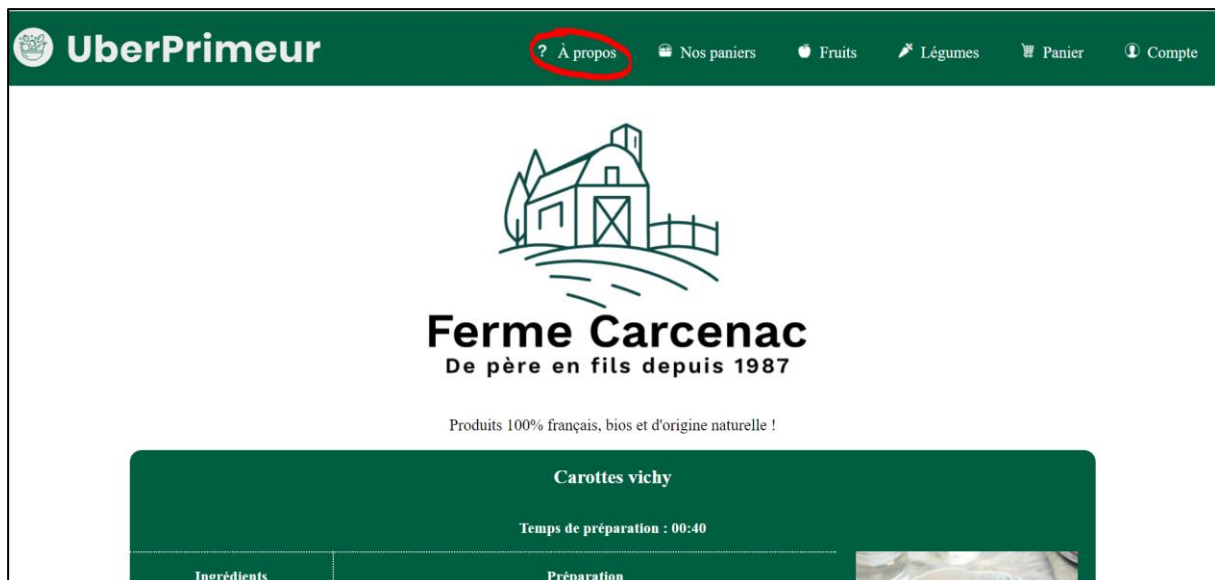 UberPrimeur
? À propos Nos paniers Fruits Légumes Panier Compte
Ferme Carcenac
De père en fils depuis 1987
Produits 100% français, bios et d'origine naturelle !
Carottes vichy
Temps de préparation : 00:40
Ingrédients Préparation